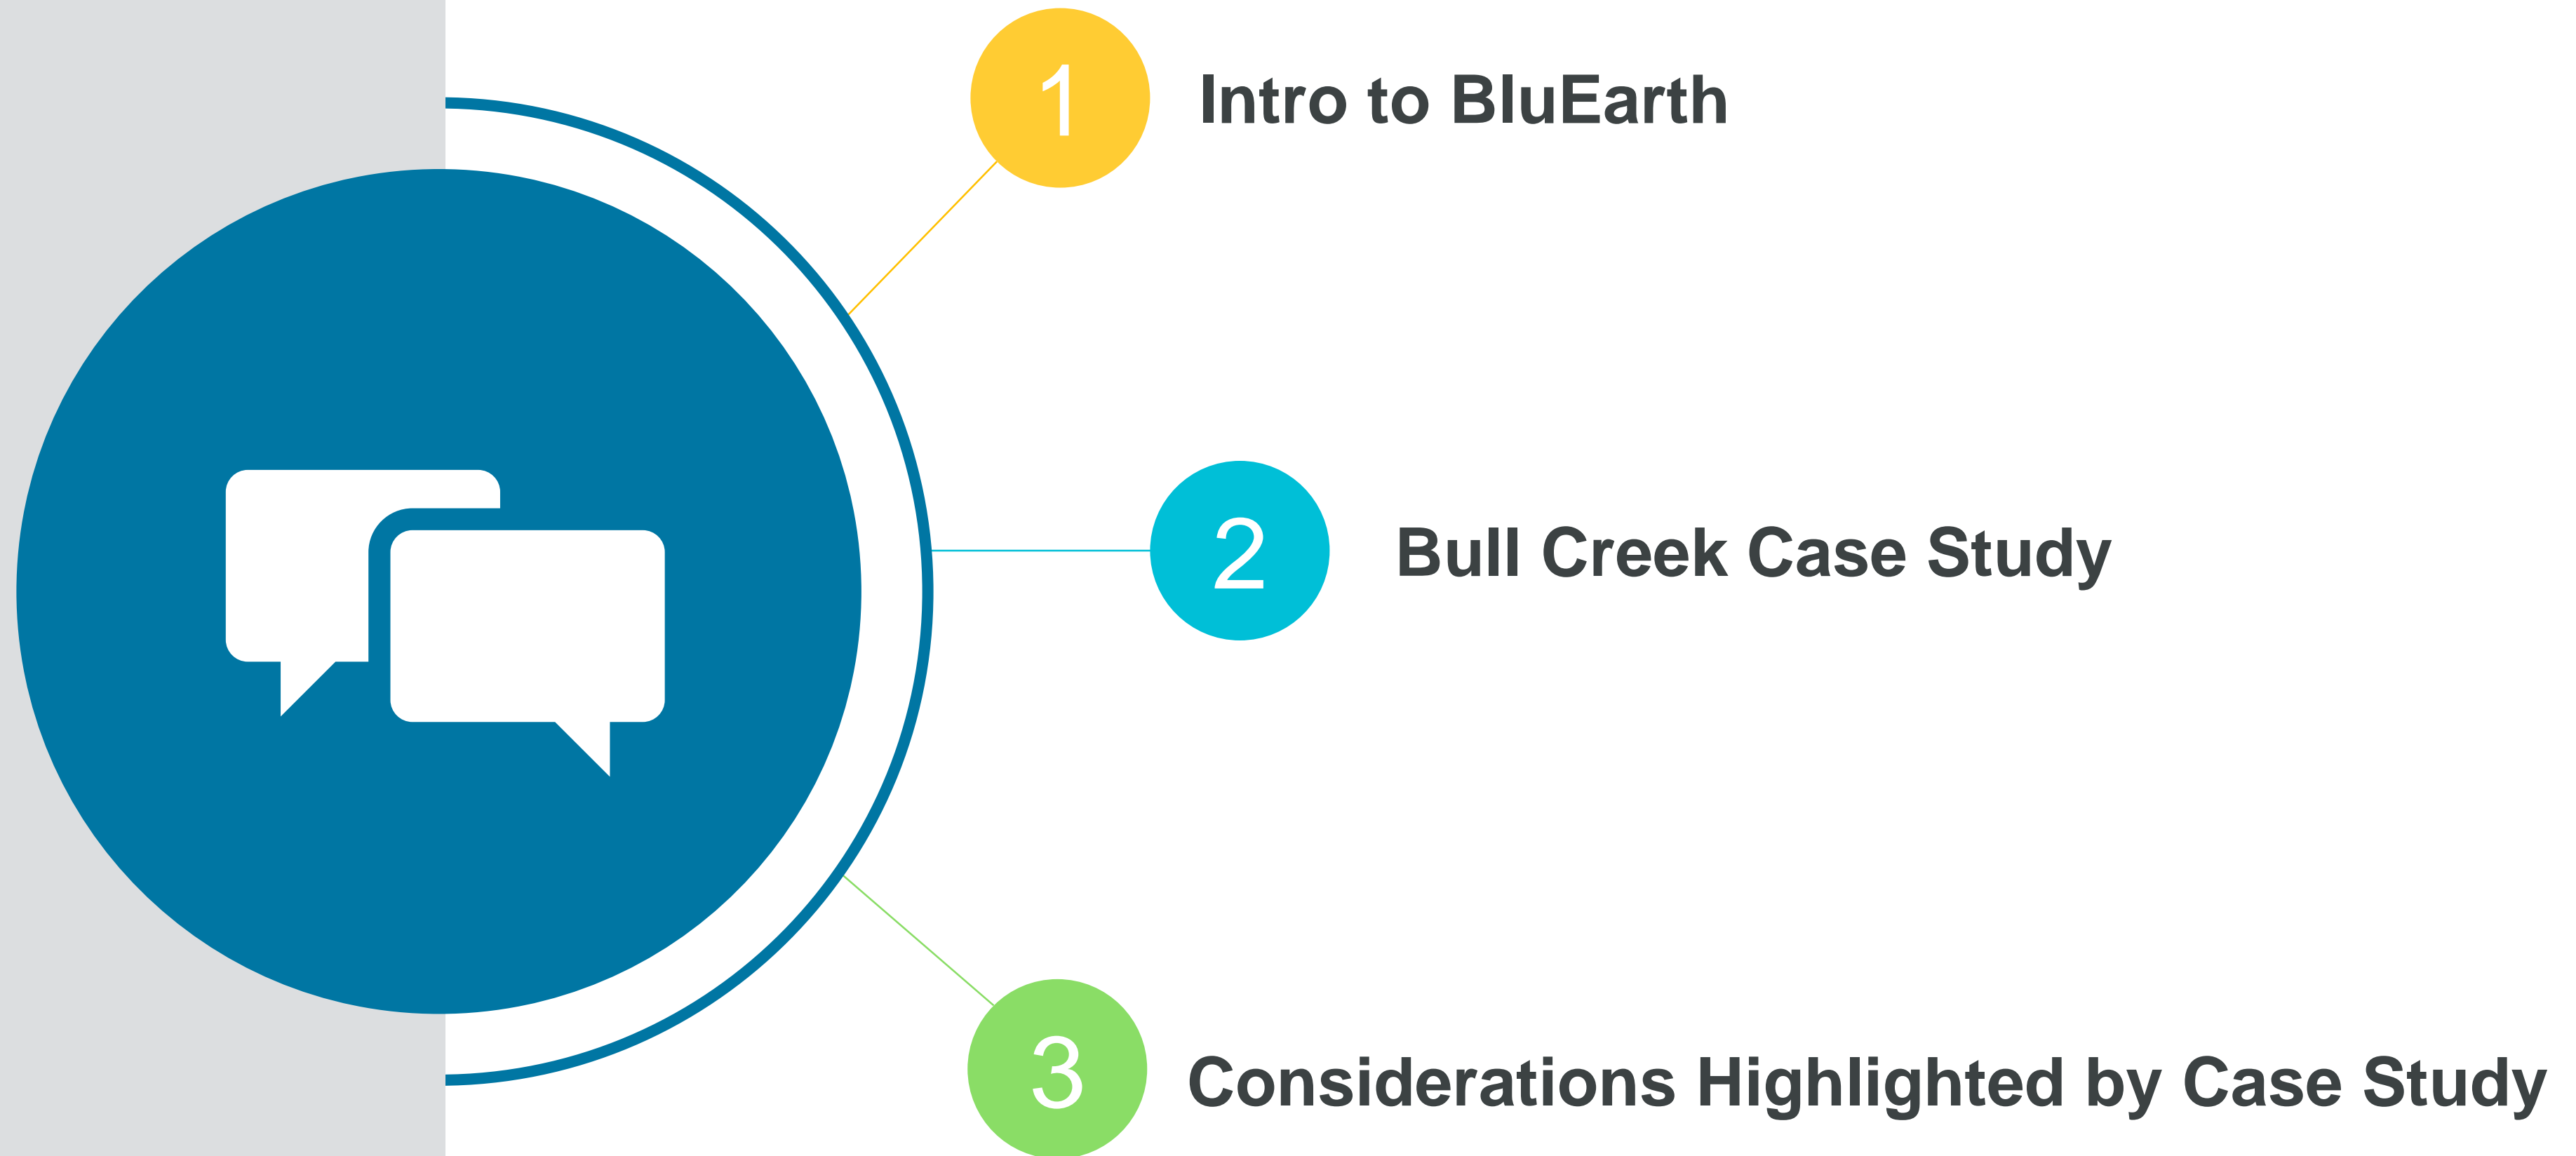 1 Intro to BluEarth
2 Bull Creek Case Study
3 Considerations Highlighted by Case Study